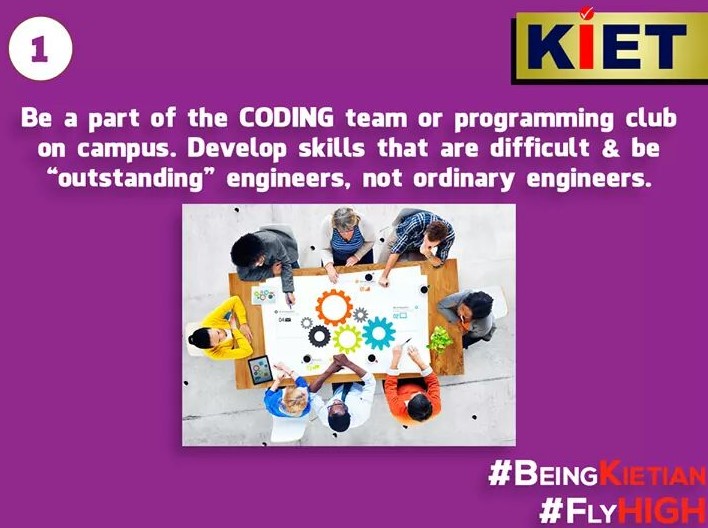 1
KiET
Be a part of the CODING team or programming club
on campus. Develop skills that are difficult & be
“outstanding” engineers, not ordinary engineers.
#BEINGKIETIAN
#FLYHIGH